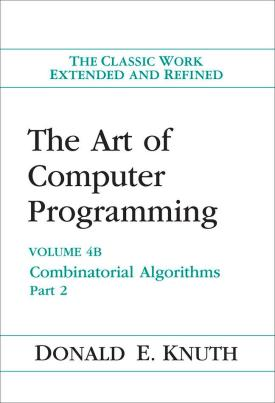 THE CLASSIC WORK
EXTENDED AND REFINED
The Art of
Computer
Programming
VOLUME 4B
Combinatorial Algorithms
Part 2
DONALD E. KNUTH